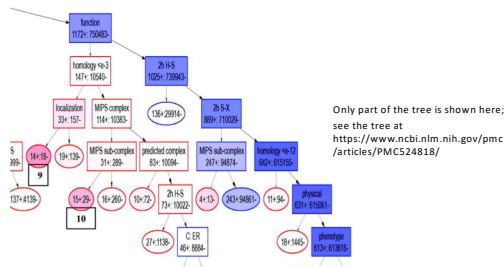 function
1172+: 750483-
homology <e-3
147+: 10540-
2h H-S
1025+: 739943-
localization
33+: 157-
MIPS complex
114+: 10383-
136+:29914-
2h S-X
889+: 710029-
Only part of the tree is shown here;
see the tree at
https://www.ncbi.nlm.nih.gov/pmc
/articles/PMC524818/
S
999-
14+:18-
19+:139-
MIPS sub-complex
31+: 289-
predicted complex
83+: 10094-
MIPS sub-complex
247+: 94874-
homology <e-12
642+: 615155-
9
137+:4139-
15+:29-
16+:260-
10+:72-
2h H-S
73+: 10022-
4+:13-
243+:94861-
11+:94-
physical
631+: 615061-
10
27+:1138-
C: ER
46+: 8884-
18+:1445-
phenotype
613+: 613616-